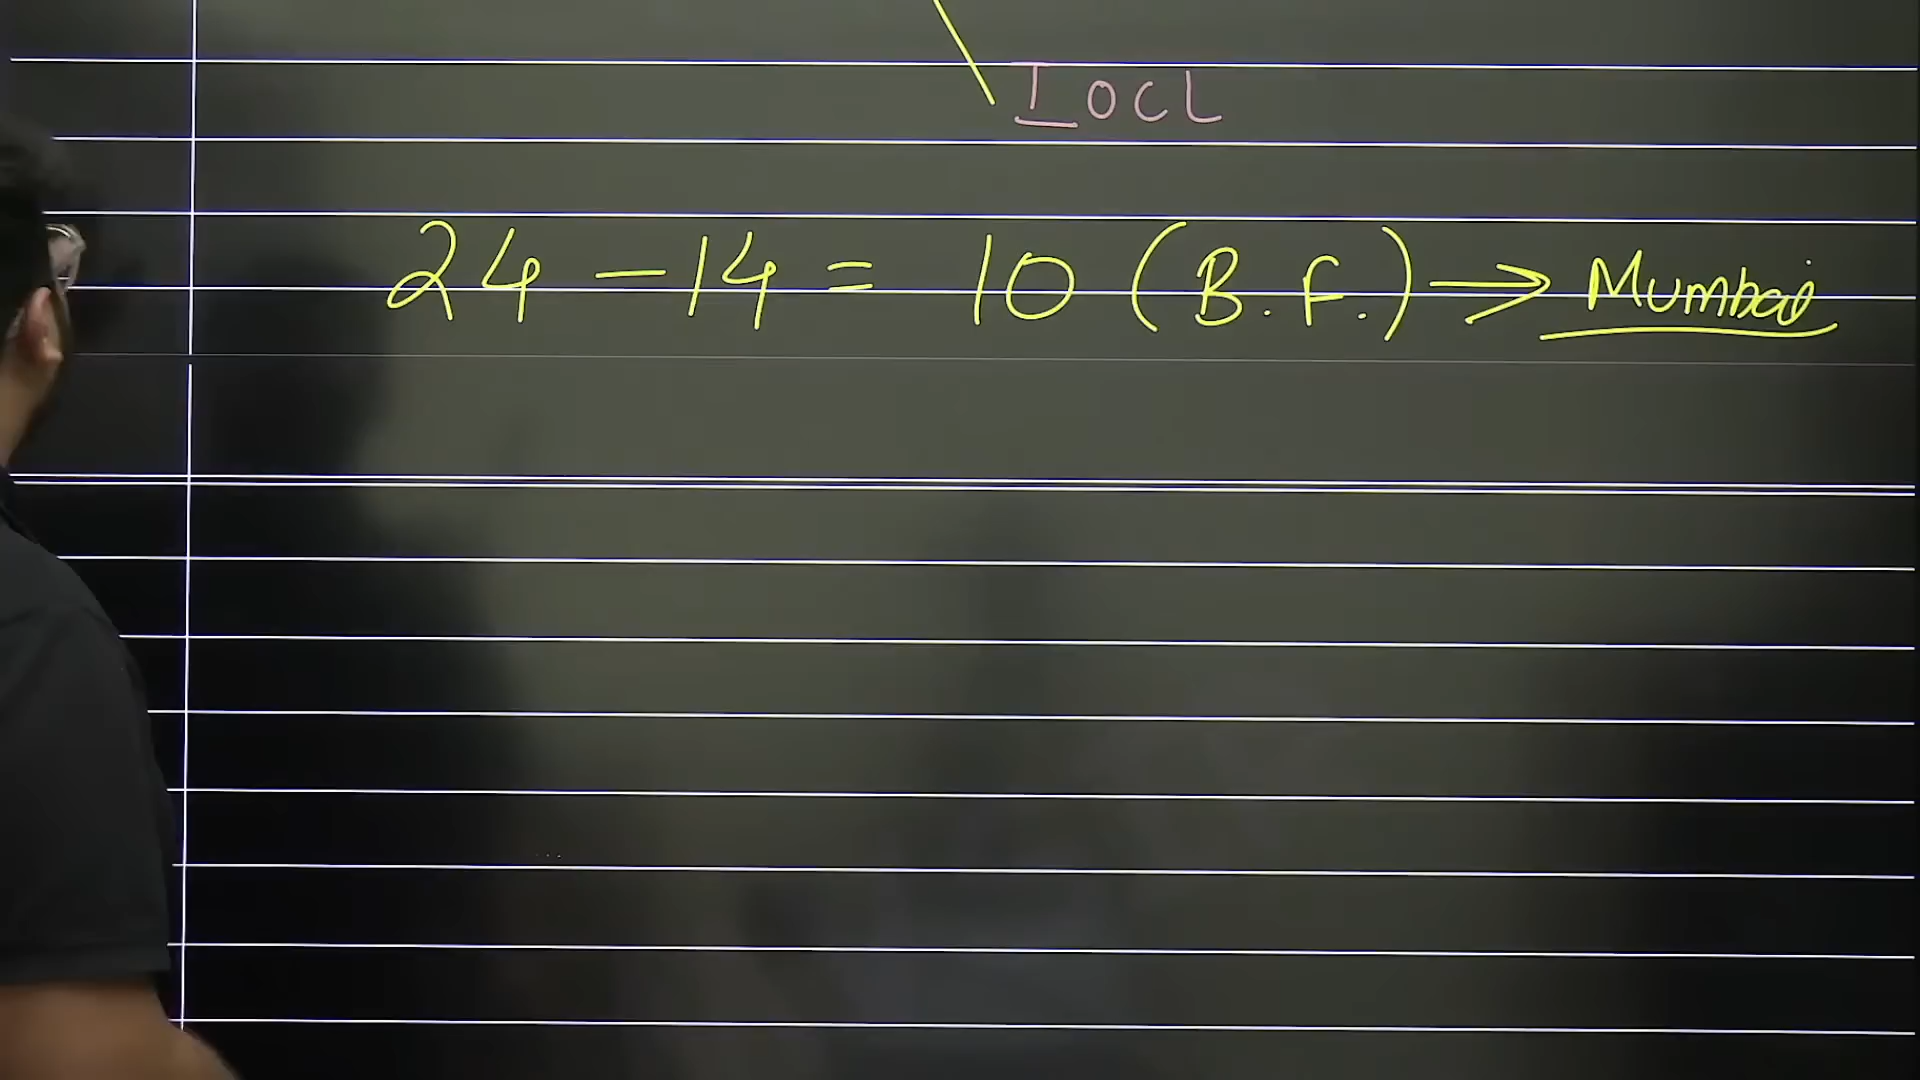 IOCL
24 - 14 = 10 (B.F.) → Mumbai